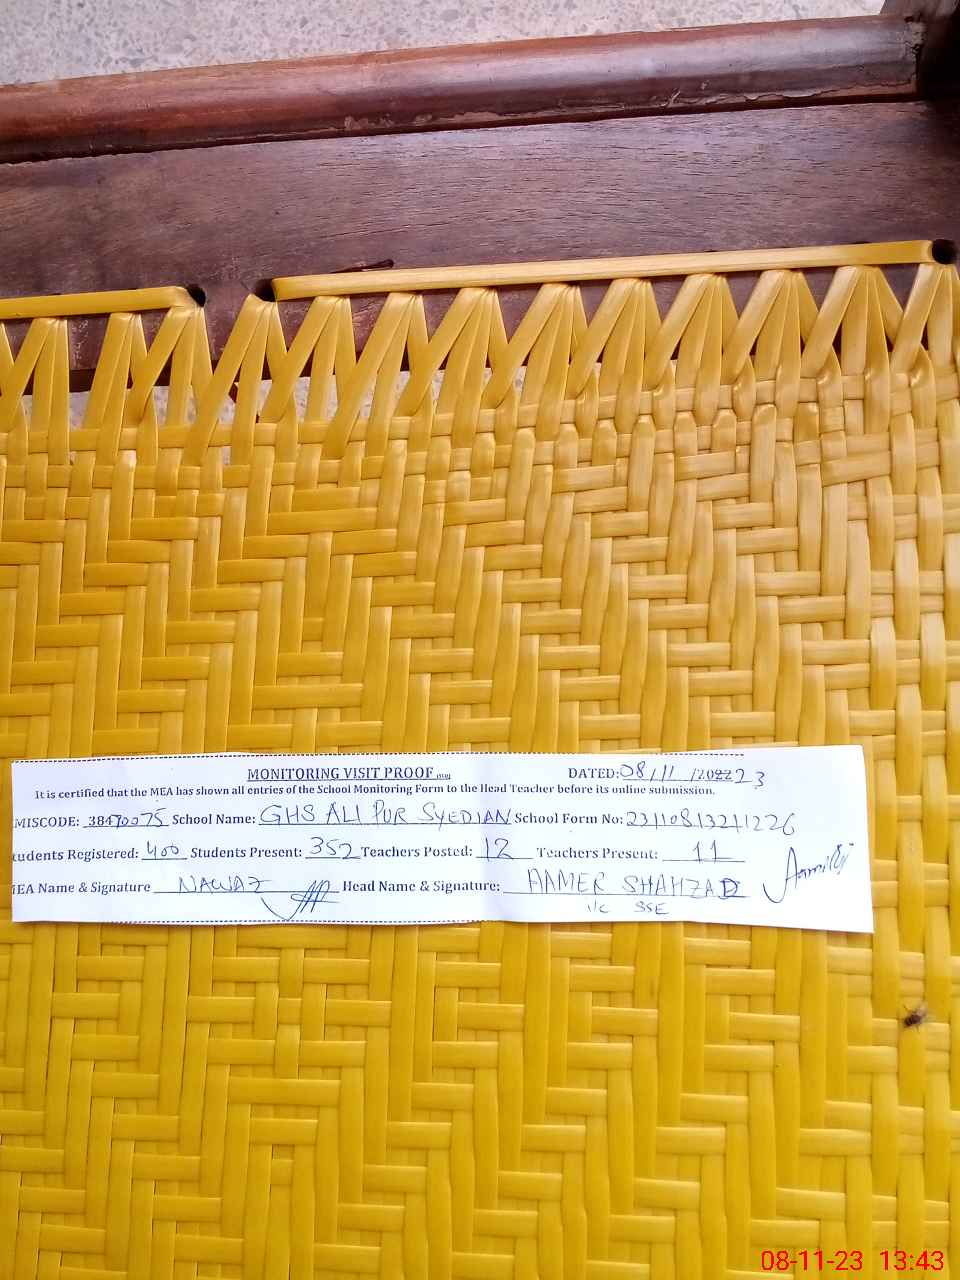 MONITORING VISIT PROOF DATED: 08/11/202223
It is certified that the MEA has shown all entries of the School Monitoring Form to the Head Teacher before its online submission.
MISCODE: 38470075 School Name: GHS ALI PUR SYEDIAN School Form No: 23110813211226
tudents Registered: 400 Students Present: 352 Teachers Posted: 12 Teachers Present: 11
MEA Name & Signature NAWAZ Head Name & Signature: AAMER SHAHZAD
i/c SSE
08-11-23 13:43